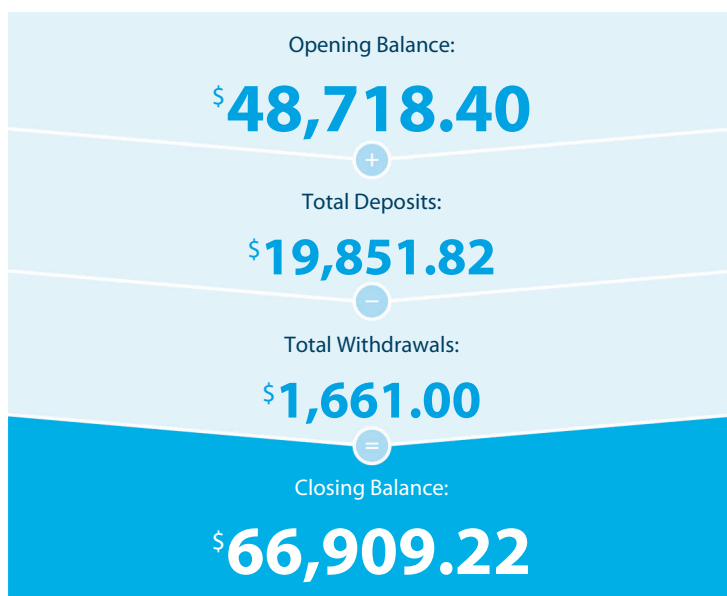 Opening Balance:
$48,718.40
+
Total Deposits:
$19,851.82
−
Total Withdrawals:
$1,661.00
=
Closing Balance:
$66,909.22